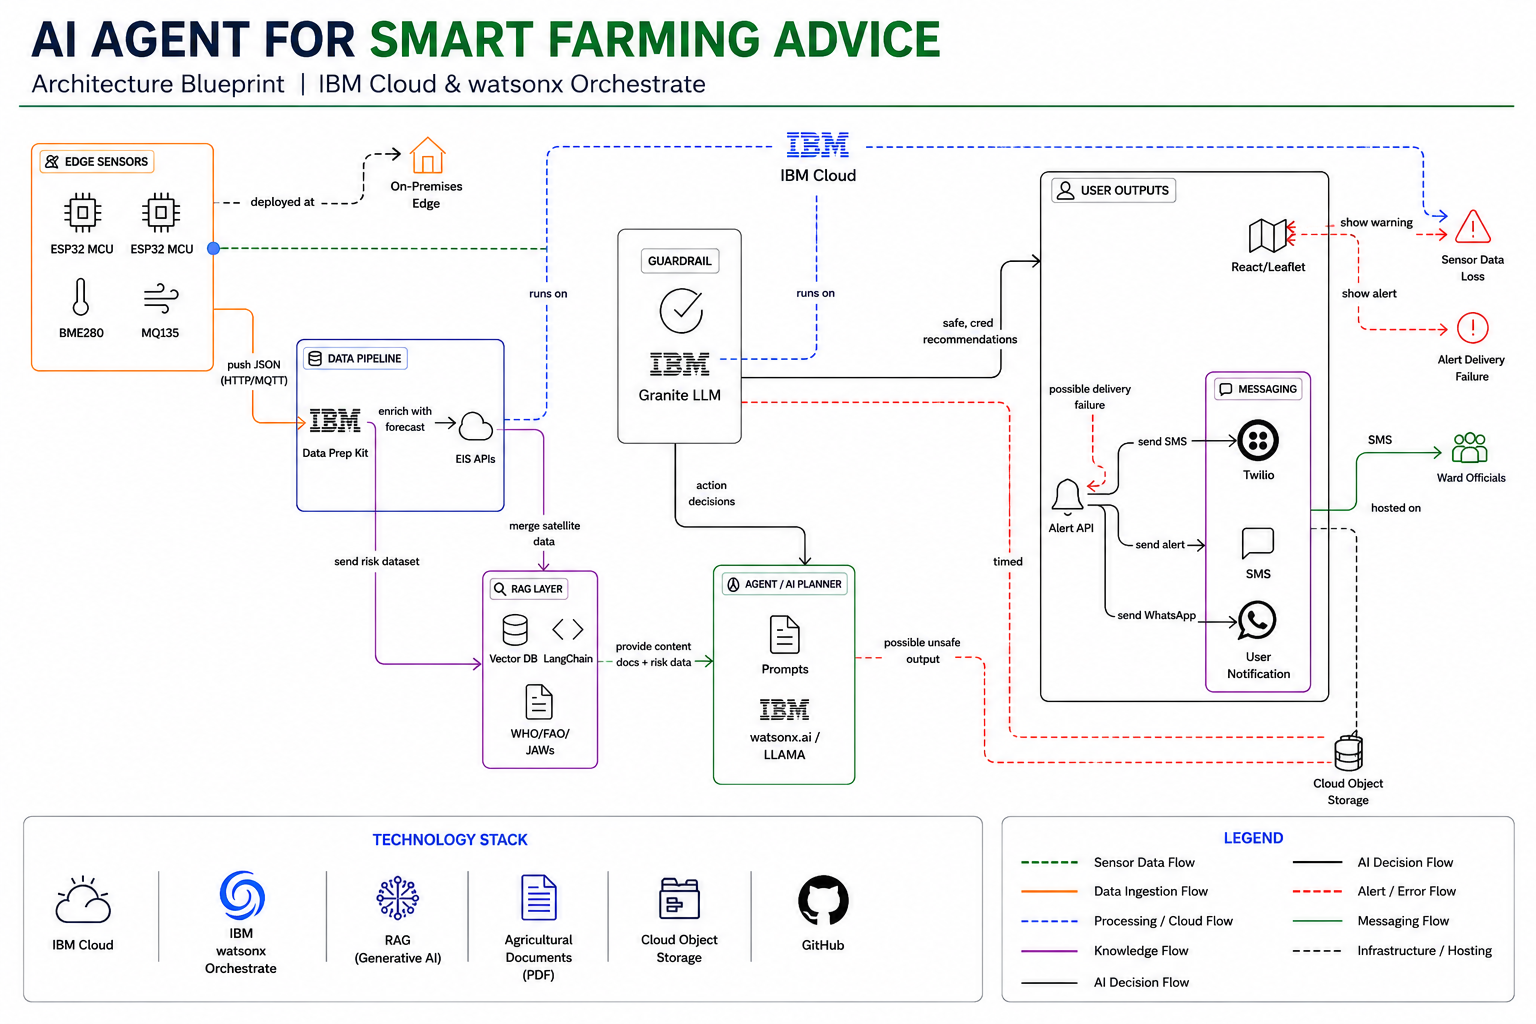 AI AGENT FOR SMART FARMING ADVICE
Architecture Blueprint | IBM Cloud & watsonx Orchestrate
EDGE SENSORS
ESP32 MCU
ESP32 MCU
BME280
MQ135
deployed at
On-Premises
Edge
push JSON
(HTTP/MQTT)
DATA PIPELINE
IBM
Data Prep Kit
enrich with
forecast
EIS APIs
runs on
IBM
IBM Cloud
runs on
GUARDRAIL
IBM
Granite LLM
action
decisions
safe, cred
recommendations
send risk dataset
merge satellite
data
RAG LAYER
Vector DB
LangChain
WHO/FAO/
JAWs
provide content
docs + risk data
AGENT / AI PLANNER
Prompts
IBM
watsonx.ai /
LLAMA
possible unsafe
output
timed
USER OUTPUTS
React/Leaflet
show warning
Sensor Data
Loss
show alert
Alert Delivery
Failure
possible delivery
failure
Alert API
send SMS
send alert
send WhatsApp
MESSAGING
Twilio
SMS
User
Notification
SMS
Ward Officials
hosted on
Cloud Object
Storage
TECHNOLOGY STACK
IBM Cloud
IBM
watsonx
Orchestrate
RAG
(Generative AI)
Agricultural
Documents
(PDF)
Cloud Object
Storage
GitHub
LEGEND
Sensor Data Flow
Data Ingestion Flow
Processing / Cloud Flow
Knowledge Flow
AI Decision Flow
AI Decision Flow
Alert / Error Flow
Messaging Flow
Infrastructure / Hosting